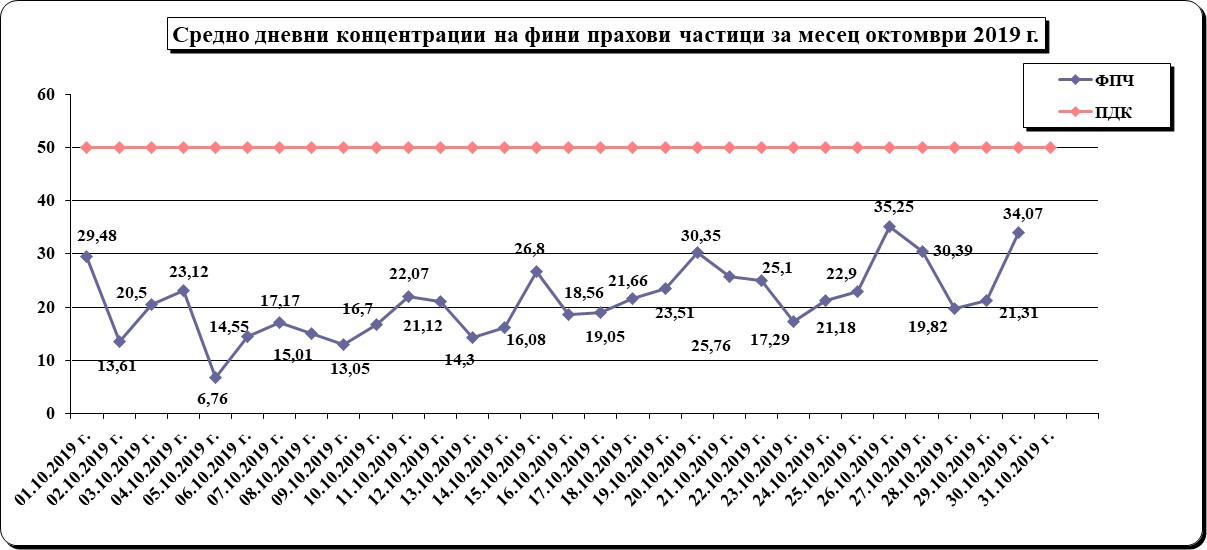 Средно дневни концентрации на фини прахови частици за месец октомври 2019 г.
ФПЧ
ПДК
60
50
40
30
20
10
0
29,48
13,61
20,5
23,12
6,76
14,55
17,17
15,01
13,05
16,7
22,07
21,12
14,3
16,08
26,8
18,56
19,05
21,66
23,51
30,35
25,76
25,1
17,29
21,18
22,9
35,25
30,39
19,82
21,31
34,07
01.10.2019 г.
02.10.2019 г.
03.10.2019 г.
04.10.2019 г.
05.10.2019 г.
06.10.2019 г.
07.10.2019 г.
08.10.2019 г.
09.10.2019 г.
10.10.2019 г.
11.10.2019 г.
12.10.2019 г.
13.10.2019 г.
14.10.2019 г.
15.10.2019 г.
16.10.2019 г.
17.10.2019 г.
18.10.2019 г.
19.10.2019 г.
20.10.2019 г.
21.10.2019 г.
22.10.2019 г.
23.10.2019 г.
24.10.2019 г.
25.10.2019 г.
26.10.2019 г.
27.10.2019 г.
28.10.2019 г.
29.10.2019 г.
30.10.2019 г.
31.10.2019 г.